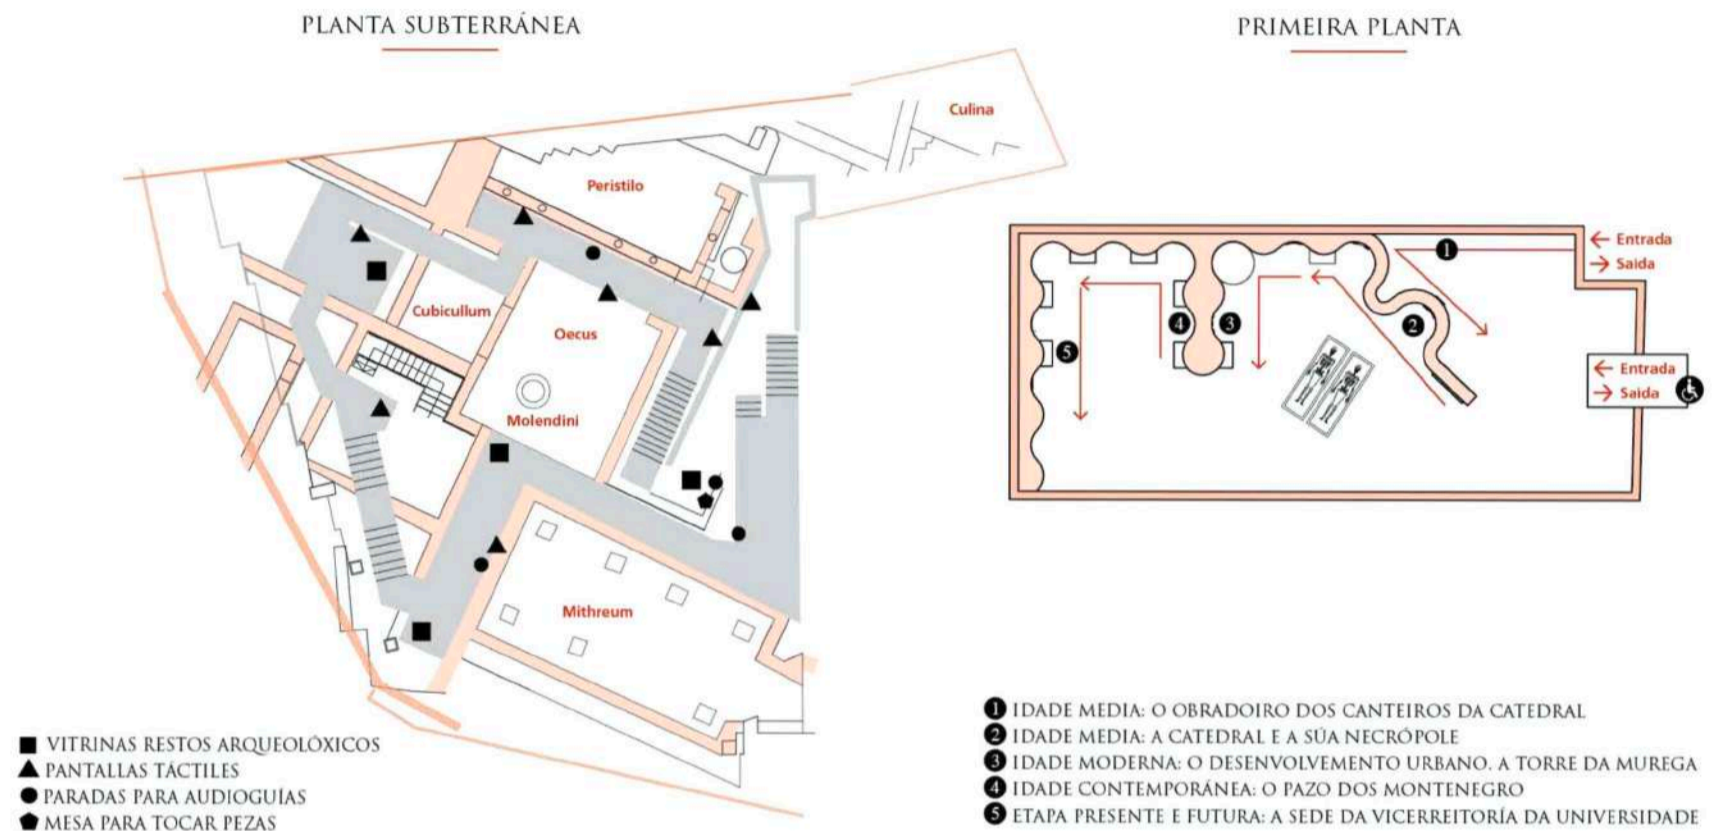 PLANTA SUBTERRÁNEA
Culina
Peristilo
Cubicullum
Oecus
Molendini
Mithreum
VITRINAS RESTOS ARQUEOLÓXICOS
PANTALLAS TÁCTILES
PARADAS PARA AUDIOGUÍAS
MESA PARA TOCAR PEZAS
PRIMEIRA PLANTA
1
Entrada
Saida
4
3
2
5
Entrada
Saida
1 IDADE MEDIA: O OBRADOIRO DOS CANTEIROS DA CATEDRAL
2 IDADE MEDIA: A CATEDRAL E A SÚA NECRÓPOLE
3 IDADE MODERNA: O DESENVOLVEMENTO URBANO. A TORRE DA MUREGA
4 IDADE CONTEMPORÁNEA: O PAZO DOS MONTENEGRO
5 ETAPA PRESENTE E FUTURA: A SEDE DA VICERREITORÍA DA UNIVERSIDADE